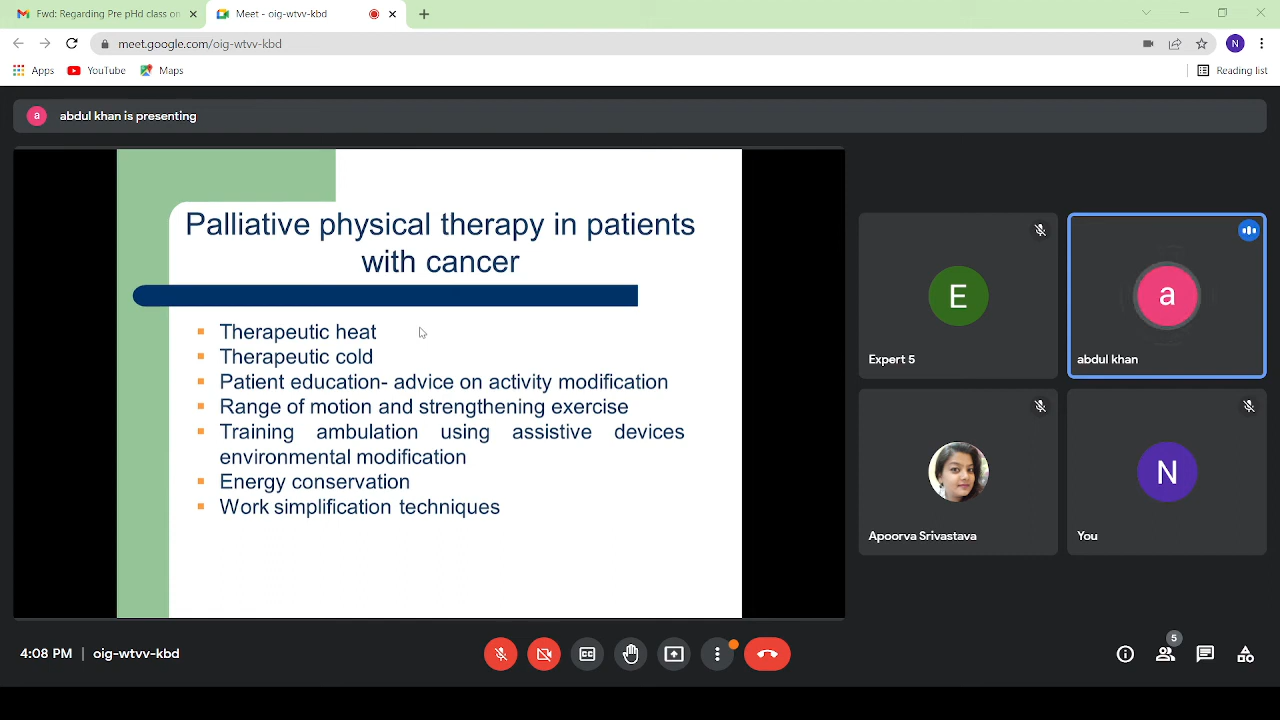 Fwd: Regarding Pre pHd class on
Meet - oig-wtvv-kbd
meet.google.com/oig-wtvv-kbd
N
Apps
YouTube
Maps
Reading list
a
abdul khan is presenting
Palliative physical therapy in patients
with cancer
Therapeutic heat
Therapeutic cold
Patient education- advice on activity modification
Range of motion and strengthening exercise
Training ambulation using assistive devices
environmental modification
Energy conservation
Work simplification techniques
E
Expert 5
a
abdul khan
Apoorva Srivastava
N
You
4:08 PM | oig-wtvv-kbd
CC
5